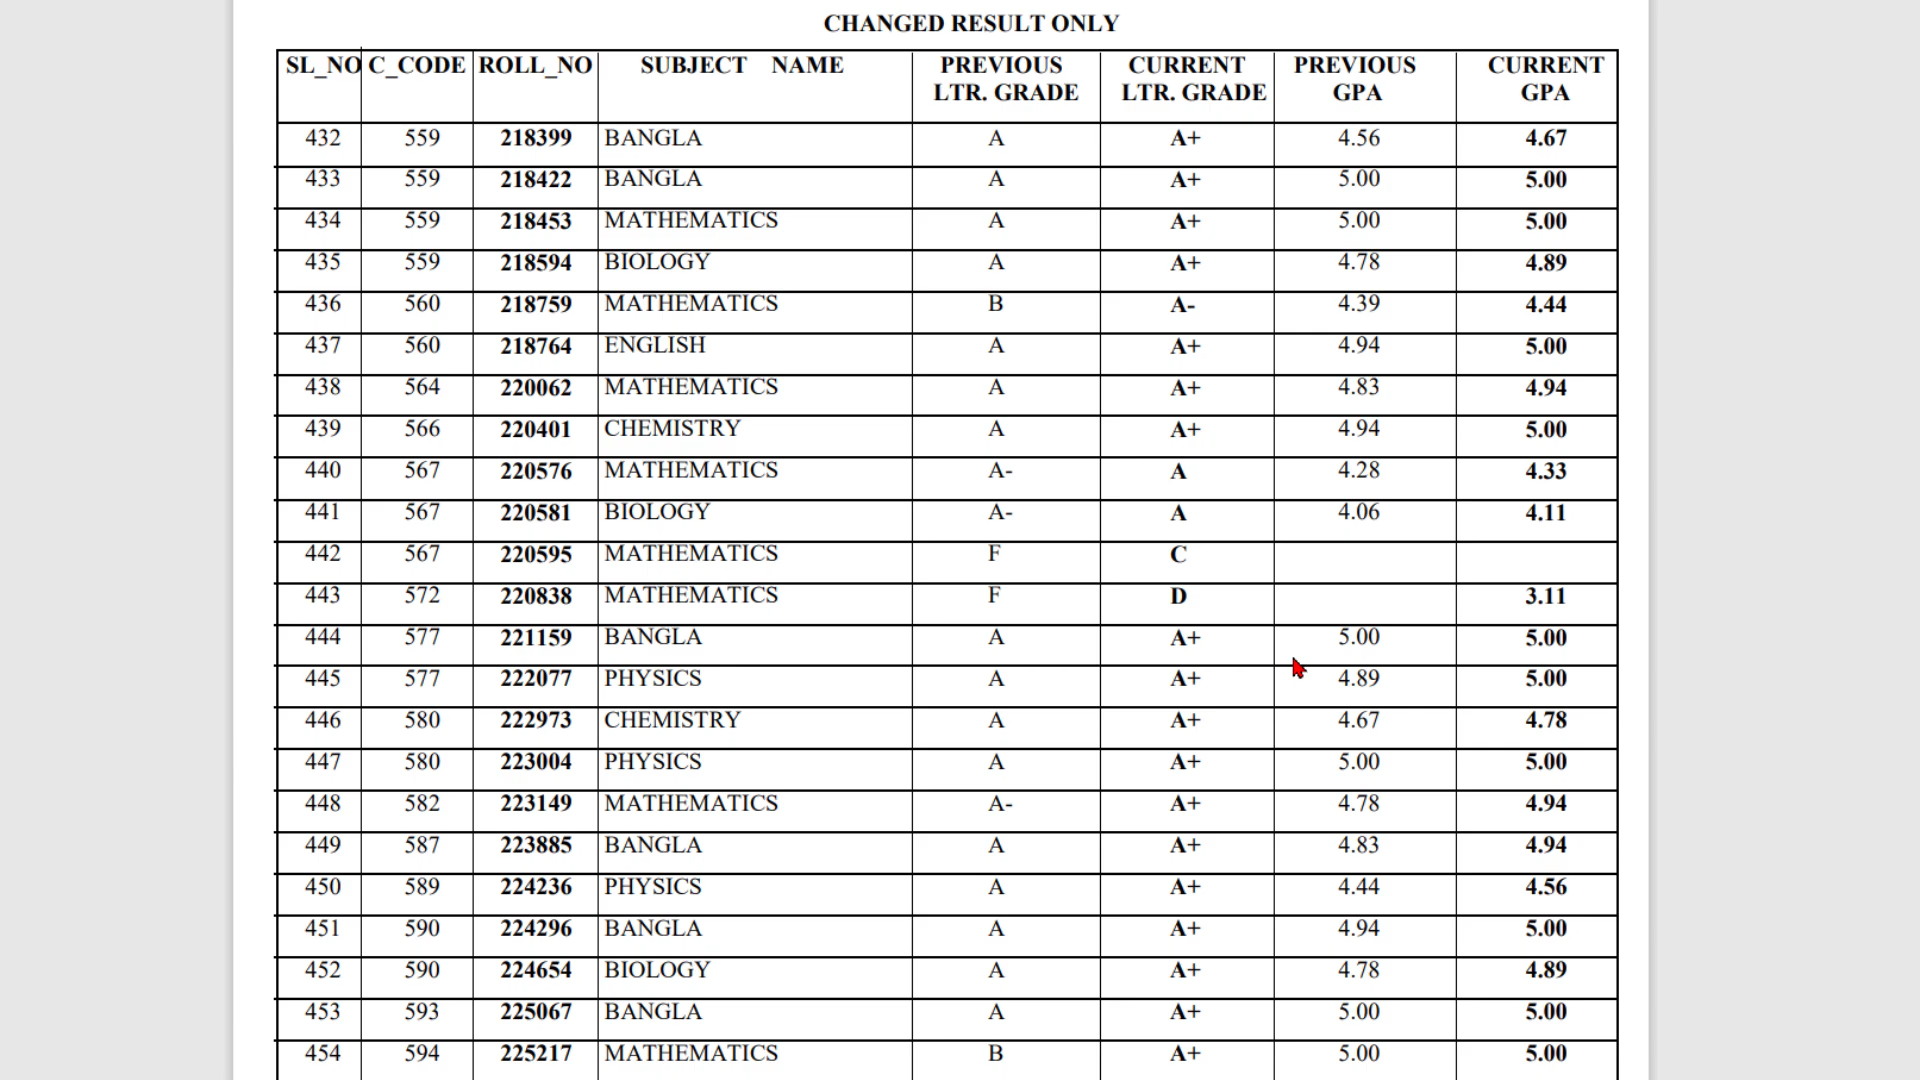 CHANGED RESULT ONLY
SL_NO C_CODE ROLL_NO SUBJECT NAME PREVIOUS LTR. GRADE CURRENT LTR. GRADE PREVIOUS GPA CURRENT GPA
432 559 218399 BANGLA A A+ 4.56 4.67
433 559 218422 BANGLA A A+ 5.00 5.00
434 559 218453 MATHEMATICS A A+ 5.00 5.00
435 559 218594 BIOLOGY A A+ 4.78 4.89
436 560 218759 MATHEMATICS B A- 4.39 4.44
437 560 218764 ENGLISH A A+ 4.94 5.00
438 564 220062 MATHEMATICS A A+ 4.83 4.94
439 566 220401 CHEMISTRY A A+ 4.94 5.00
440 567 220576 MATHEMATICS A- A 4.28 4.33
441 567 220581 BIOLOGY A- A 4.06 4.11
442 567 220595 MATHEMATICS F C
443 572 220838 MATHEMATICS F D 3.11
444 577 221159 BANGLA A A+ 5.00 5.00
445 577 222077 PHYSICS A A+ 4.89 5.00
446 580 222973 CHEMISTRY A A+ 4.67 4.78
447 580 223004 PHYSICS A A+ 5.00 5.00
448 582 223149 MATHEMATICS A- A+ 4.78 4.94
449 587 223885 BANGLA A A+ 4.83 4.94
450 589 224236 PHYSICS A A+ 4.44 4.56
451 590 224296 BANGLA A A+ 4.94 5.00
452 590 224654 BIOLOGY A A+ 4.78 4.89
453 593 225067 BANGLA A A+ 5.00 5.00
454 594 225217 MATHEMATICS B A+ 5.00 5.00